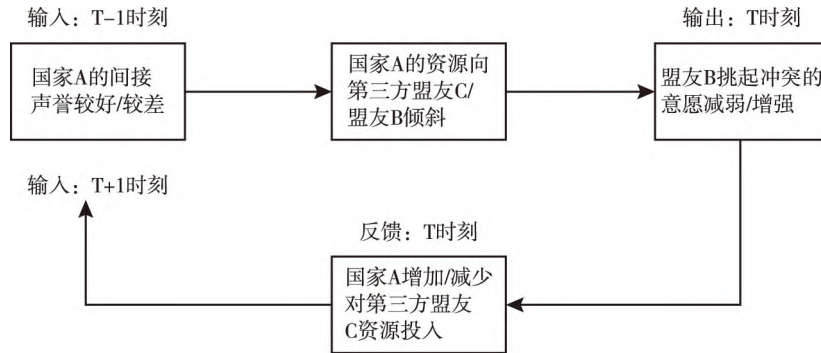 输入：T-1时刻
输出：T时刻
国家A的间接
声誉较好/较差
国家A的资源向
第三方盟友C/
盟友B倾斜
盟友B挑起冲突的
意愿减弱/增强
输入：T+1时刻
反馈：T时刻
国家A增加/减少
对第三方盟友
C资源投入